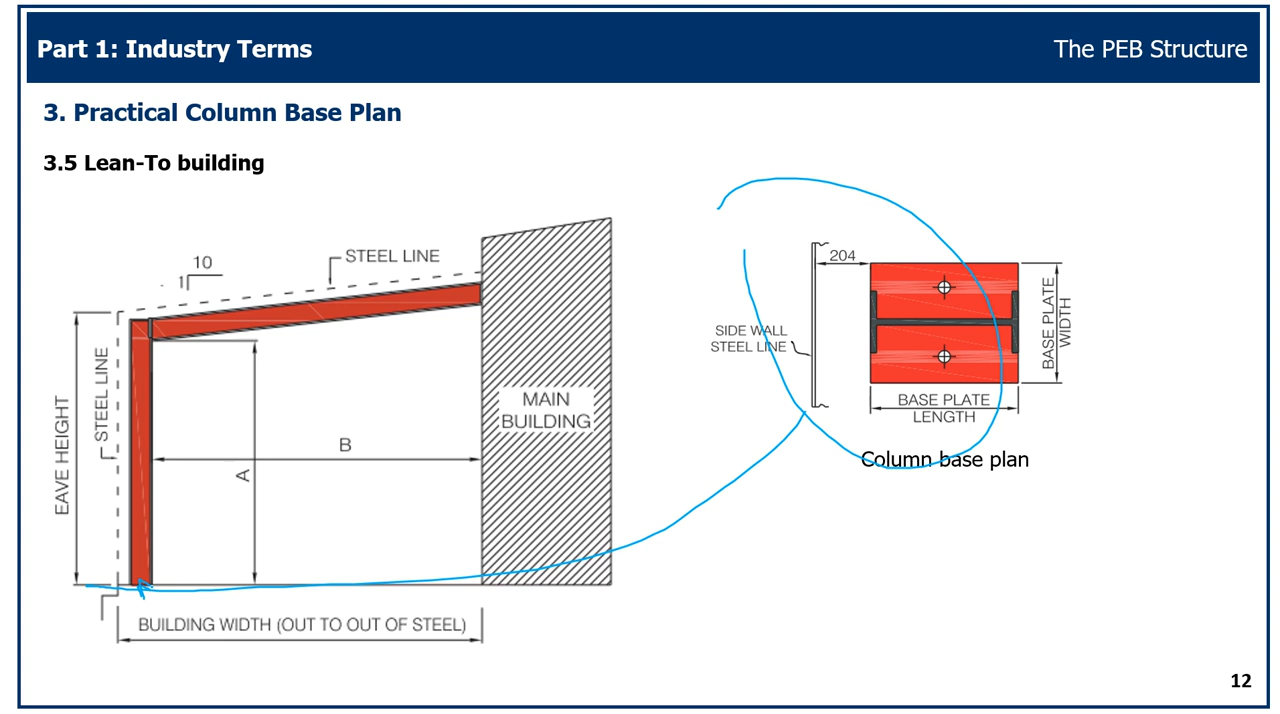 Part 1: Industry Terms
The PEB Structure
3. Practical Column Base Plan
3.5 Lean-To building
10
1
STEEL LINE
STEEL LINE
EAVE HEIGHT
A
B
MAIN
BUILDING
BUILDING WIDTH (OUT TO OUT OF STEEL)
204
SIDE WALL
STEEL LINE
BASE PLATE
WIDTH
BASE PLATE
LENGTH
Column base plan
12